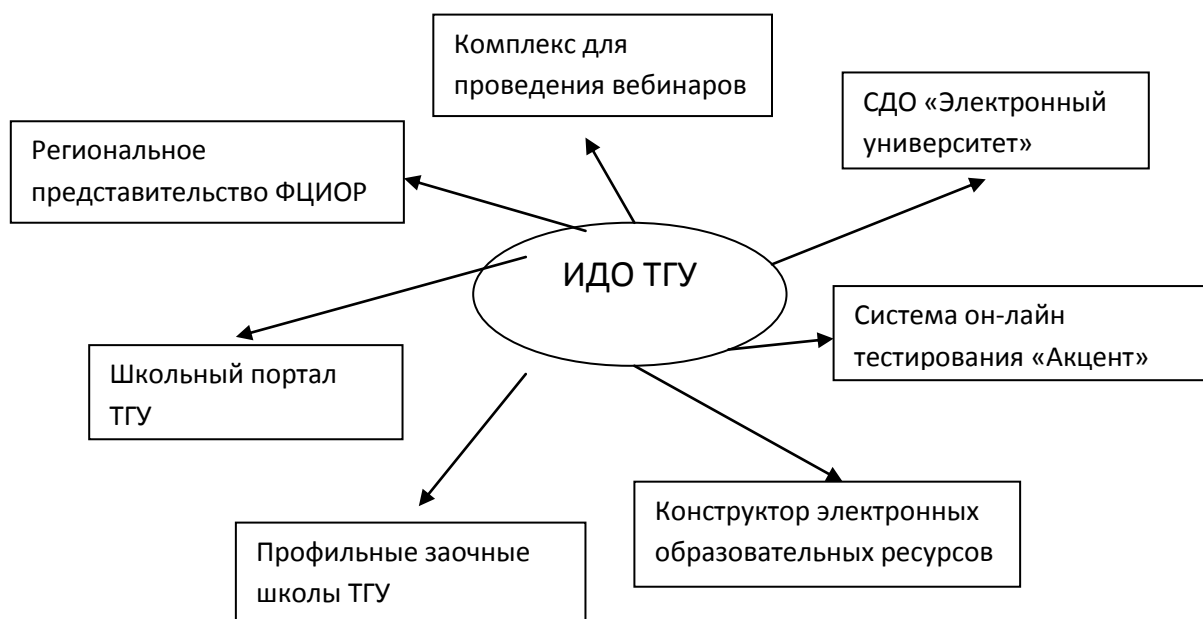 Комплекс для
проведения вебинаров
СДО «Электронный
университет»
Региональное
представительство ФЦИОР
ИДО ТГУ
Система он-лайн
тестирования «Акцент»
Школьный портал
ТГУ
Конструктор электронных
образовательных ресурсов
Профильные заочные
школы ТГУ